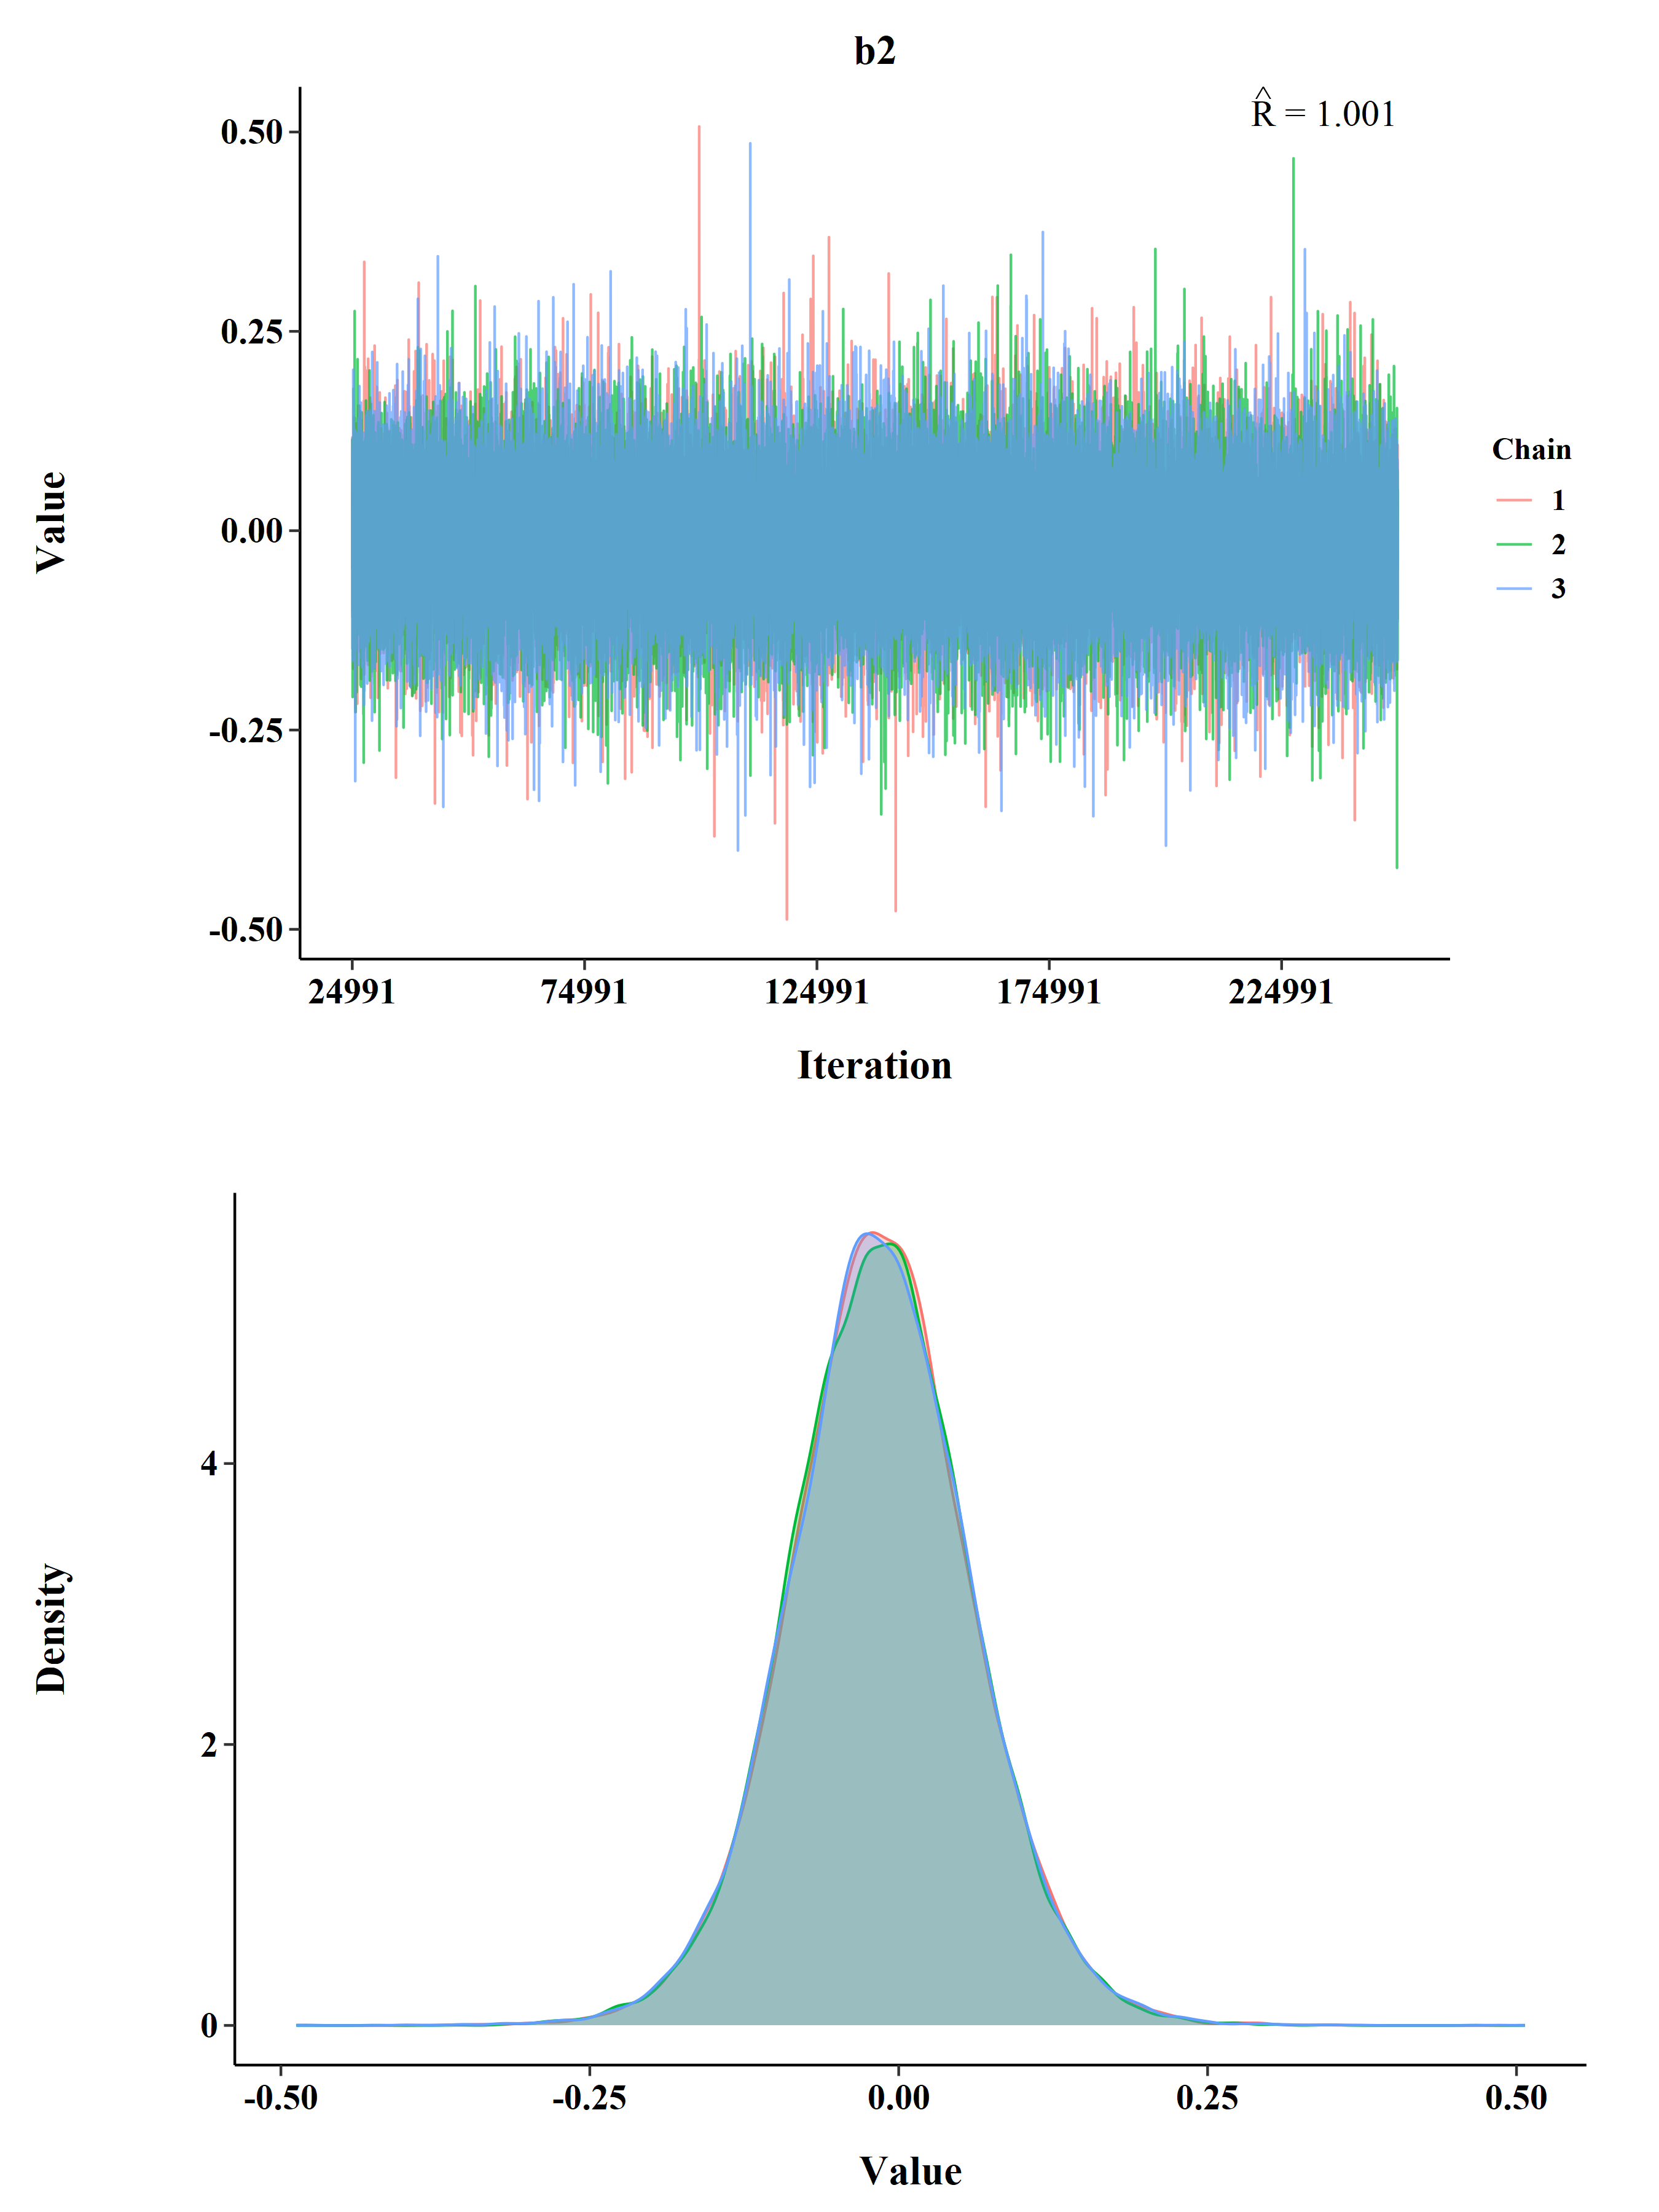 b2
R̂ = 1.001
0.50
0.25
0.00
-0.25
-0.50
Value
24991 74991 124991 174991 224991
Iteration
Chain
1
2
3
4
2
0
Density
-0.50 -0.25 0.00 0.25 0.50
Value